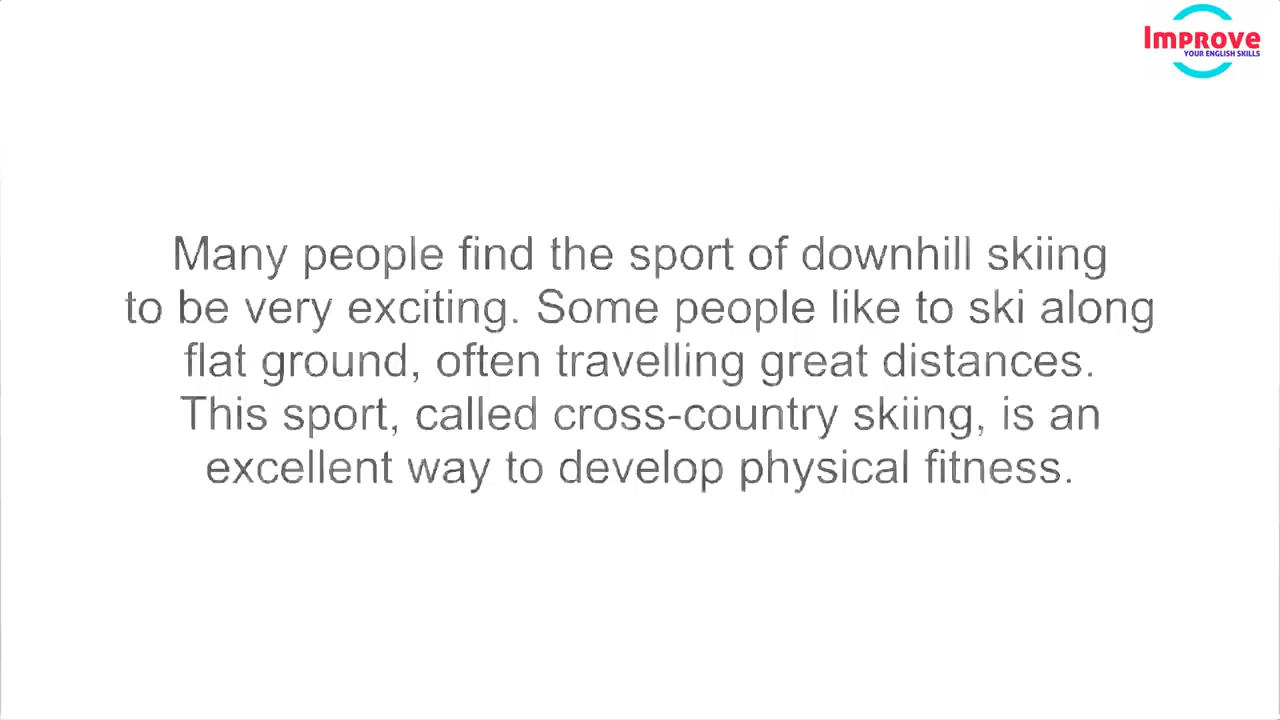 Improve
YOUR ENGLISH SKILLS
Many people find the sport of downhill skiing
to be very exciting. Some people like to ski along
flat ground, often travelling great distances.
This sport, called cross-country skiing, is an
excellent way to develop physical fitness.